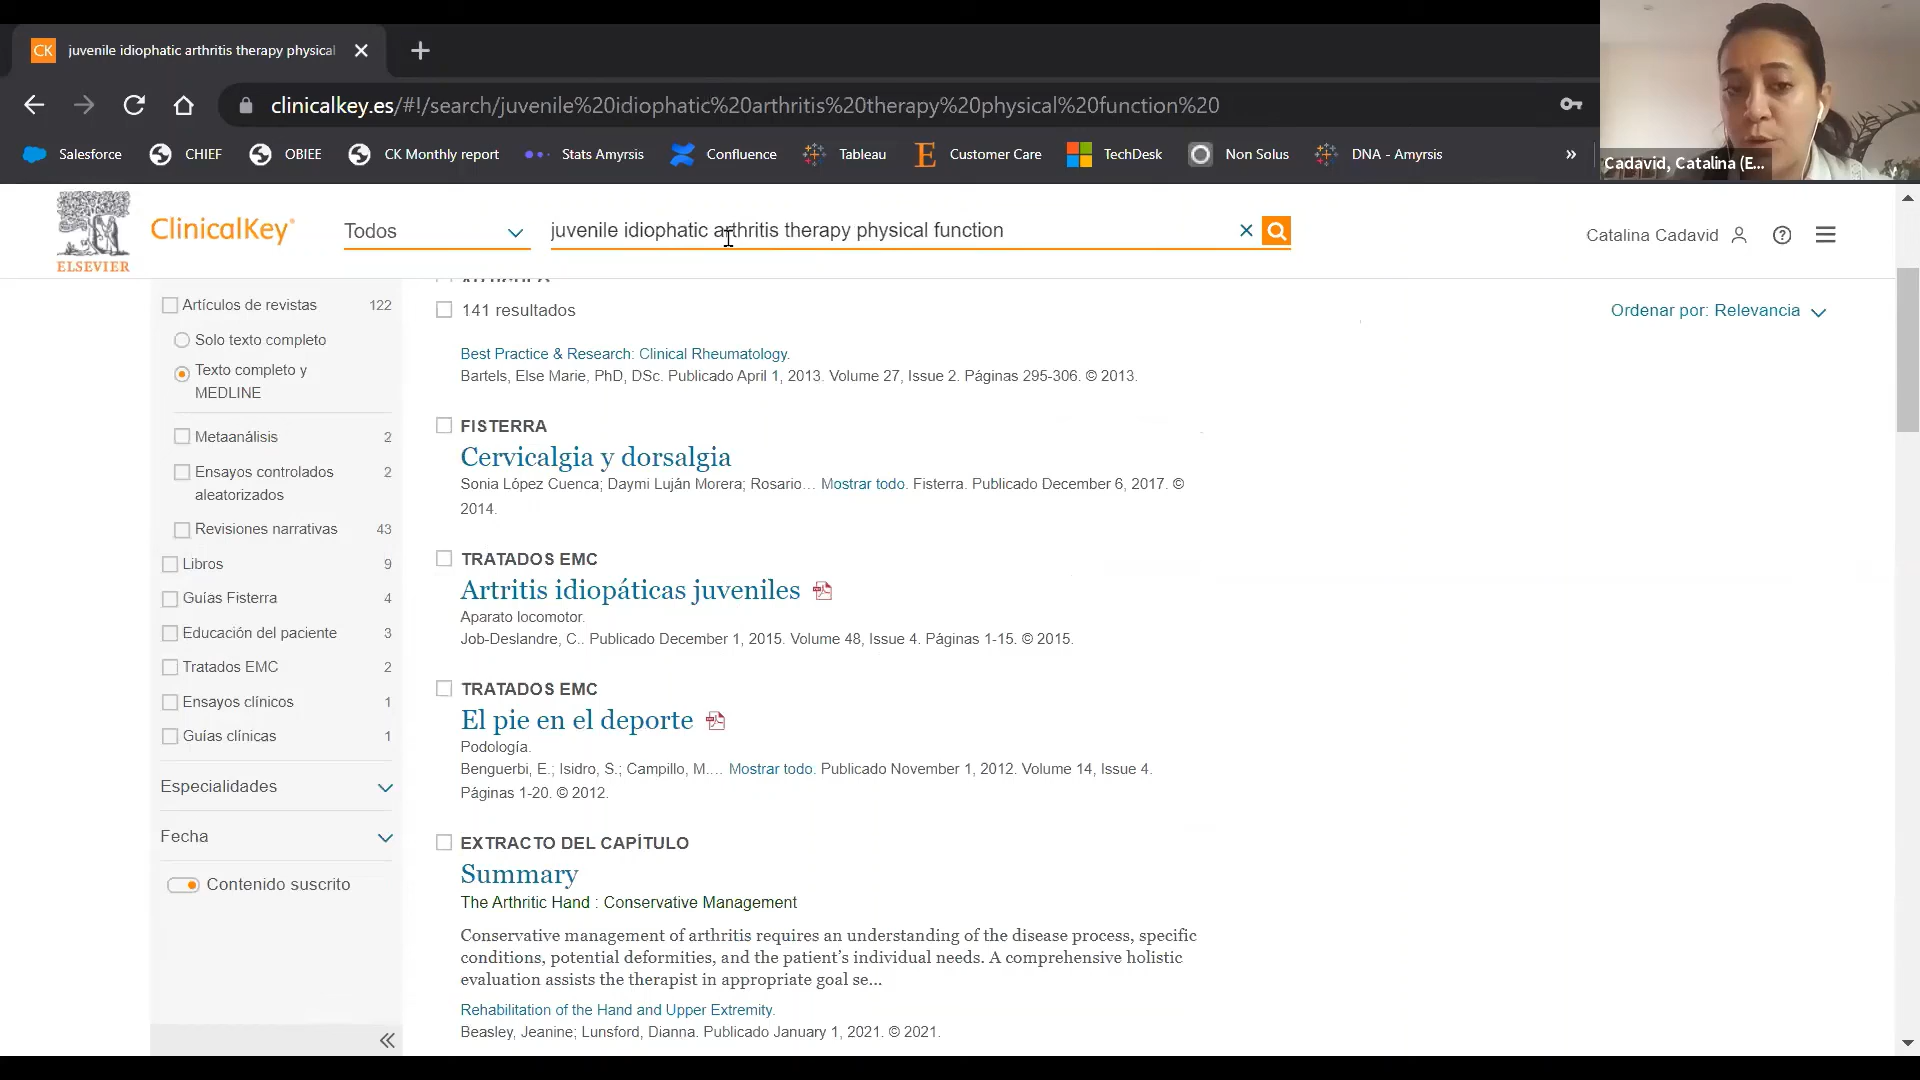 CK juvenile idiophatic arthritis therapy physical
clinicalkey.es/#!/search/juvenile%20idiophatic%20arthritis%20therapy%20physical%20function%20
Salesforce CHIEF OBIEE CK Monthly report Stats Amyrsis Confluence Tableau Customer Care TechDesk Non Solus DNA - Amyrsis »
Cadavid, Catalina (E...
ELSEVIER
ClinicalKey®
Todos
juvenile idiophatic arthritis therapy physical function
Catalina Cadavid
Artículos de revistas 122
Solo texto completo
Texto completo y
MEDLINE
Metaanálisis 2
Ensayos controlados 2
aleatorizados
Revisiones narrativas 43
Libros 9
Guías Fisterra 4
Educación del paciente 3
Tratados EMC 2
Ensayos clínicos 1
Guías clínicas 1
Especialidades
Fecha
Contenido suscrito
141 resultados
Ordenar por: Relevancia
Best Practice & Research: Clinical Rheumatology.
Bartels, Else Marie, PhD, DSc. Publicado April 1, 2013. Volume 27, Issue 2. Páginas 295-306. © 2013.
FISTERRA
Cervicalgia y dorsalgia
Sonia López Cuenca; Daymi Luján Morera; Rosario... Mostrar todo. Fisterra. Publicado December 6, 2017. ©
2014.
TRATADOS EMC
Artritis idiopáticas juveniles
Aparato locomotor.
Job-Deslandre, C.. Publicado December 1, 2015. Volume 48, Issue 4. Páginas 1-15. © 2015.
TRATADOS EMC
El pie en el deporte
Podología.
Benguerbi, E.; Isidro, S.; Campillo, M.... Mostrar todo. Publicado November 1, 2012. Volume 14, Issue 4.
Páginas 1-20. © 2012.
EXTRACTO DEL CAPÍTULO
Summary
The Arthritic Hand : Conservative Management
Conservative management of arthritis requires an understanding of the disease process, specific
conditions, potential deformities, and the patient's individual needs. A comprehensive holistic
evaluation assists the therapist in appropriate goal se...
Rehabilitation of the Hand and Upper Extremity.
Beasley, Jeanine; Lunsford, Dianna. Publicado January 1, 2021. © 2021.